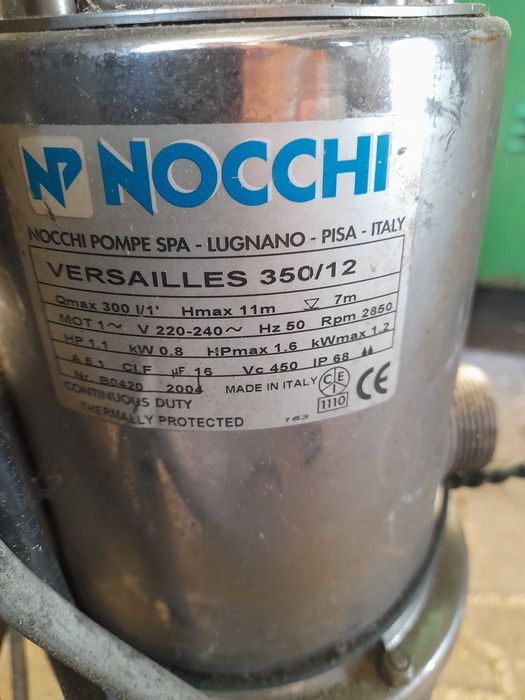 NP NOCCHI
NOCCHI POMPE SPA - LUGNANO - PISA - ITALY
VERSAILLES 350/12
Qmax 300 l/1' Hmax 11m 7m
MOT 1~ V 220-240~ Hz 50 Rpm 2850
HP 1.1 kW 0.8 HPmax 1.6 kWmax 1.2
A 5.1 Cl.F µF 16 Vc 450 IP 68
Nr. B0420 2004 MADE IN ITALY CEI CE
CONTINUOUS DUTY 1110
THERMALLY PROTECTED 763